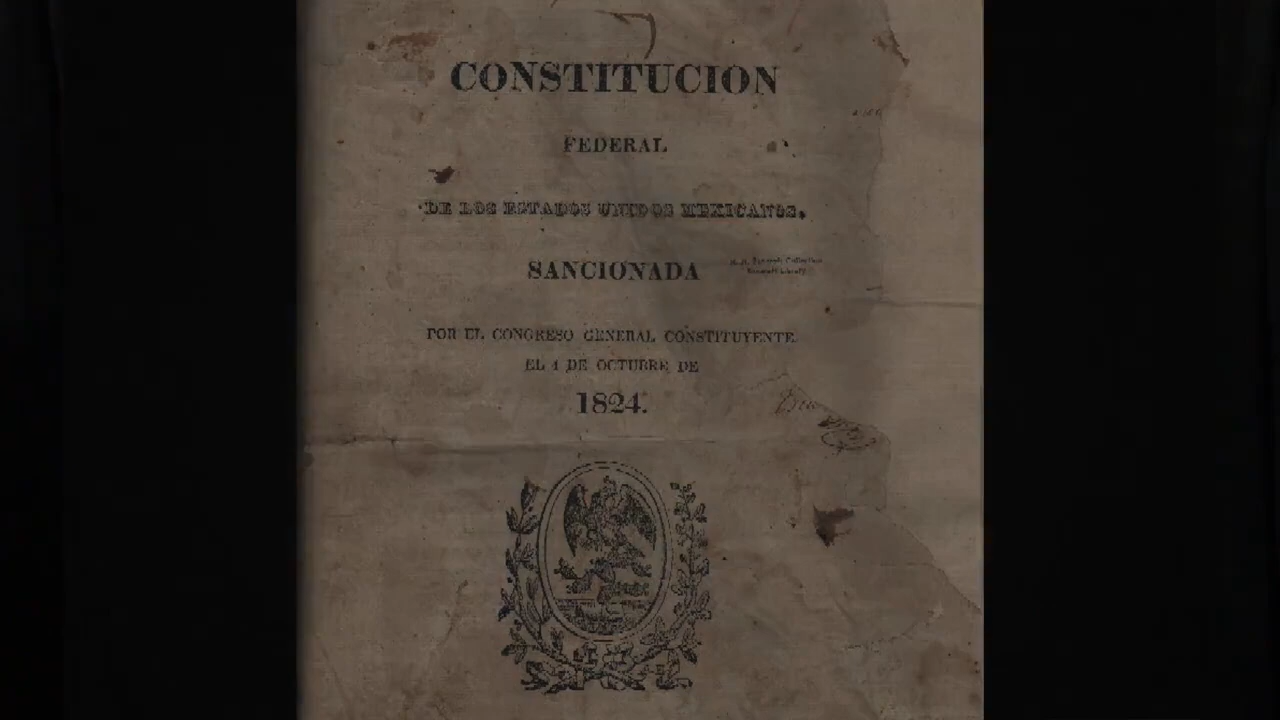 CONSTITUCION
FEDERAL
DE LOS ESTADOS UNIDOS MEXICANOS,
SANCIONADA
POR EL CONGRESO GENERAL CONSTITUYENTE
EL 4 DE OCTUBRE DE
1824.